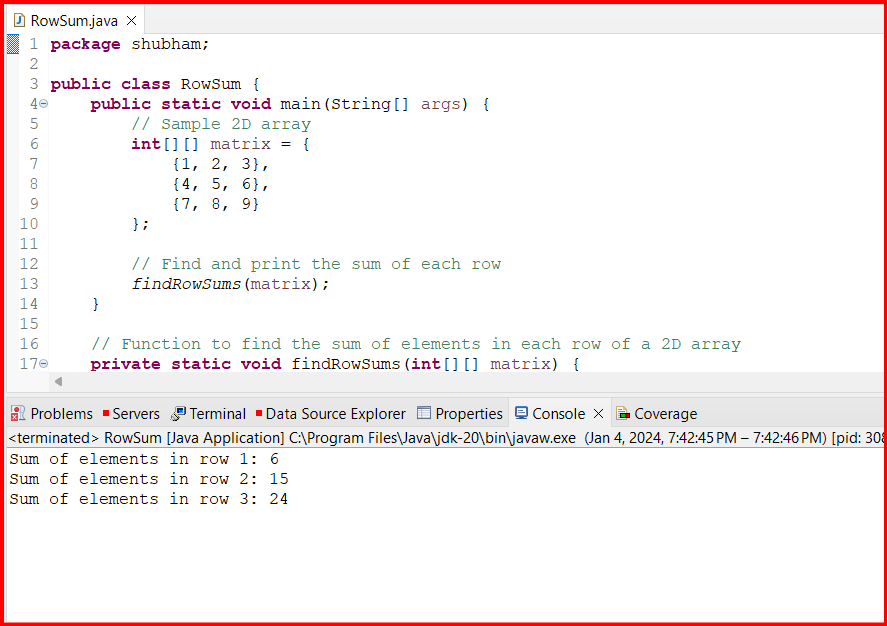 RowSum.java
1 package shubham;
2
3 public class RowSum {
4 public static void main(String[] args) {
5 // Sample 2D array
6 int[][] matrix = {
7 {1, 2, 3},
8 {4, 5, 6},
9 {7, 8, 9}
10 };
11
12 // Find and print the sum of each row
13 findRowSums(matrix);
14 }
15
16 // Function to find the sum of elements in each row of a 2D array
17 private static void findRowSums(int[][] matrix) {
Problems Servers Terminal Data Source Explorer Properties Console Coverage
<terminated> RowSum [Java Application] C:\Program Files\Java\jdk-20\bin\javaw.exe (Jan 4, 2024, 7:42:45 PM – 7:42:46 PM) [pid: 308
Sum of elements in row 1: 6
Sum of elements in row 2: 15
Sum of elements in row 3: 24